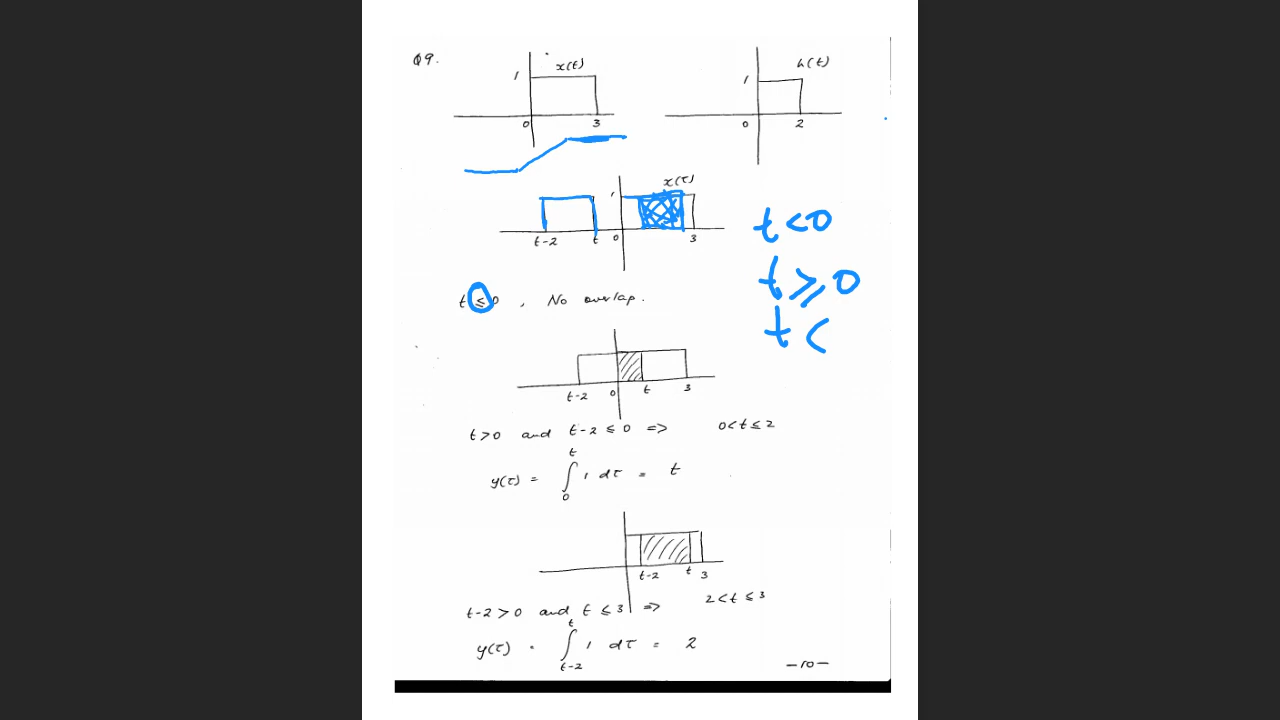 Q9.
x(t)
h(t)
1
1
0 3
0 2
x(τ)
1
t-2 t 0 3
t<0
t ≤ 0 , No overlap.
t ≥ 0
t <
t-2 0 t 3
t>0 and t-2 ≤ 0 => 0<t≤2
y(τ) = ∫₀ᵗ 1 dτ = t
t-2 t 3
t-2>0 and t ≤ 3 => 2<t≤3
y(τ) = ∫ₜ₋₂ᵗ 1 dτ = 2
-10-